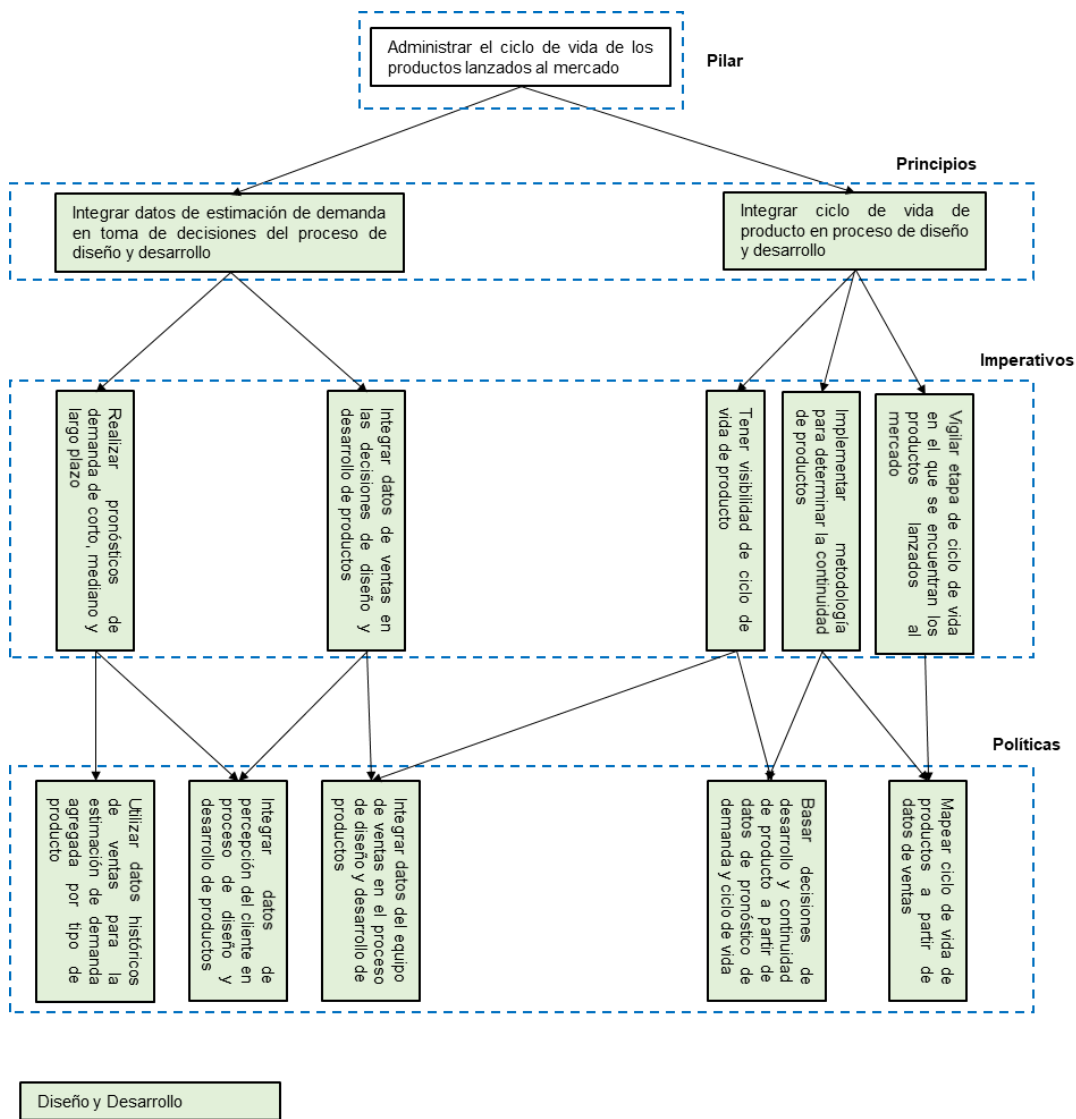 Administrar el ciclo de vida de los
productos lanzados al mercado
Pilar
Principios
Integrar datos de estimación de demanda
en toma de decisiones del proceso de
diseño y desarrollo
Integrar ciclo de vida de
producto en proceso de diseño
y desarrollo
Imperativos
Realizar pronósticos de
demanda de corto, mediano y
largo plazo
Integrar datos de ventas en
las decisiones de diseño y
desarrollo de productos
Tener visibilidad de ciclo de
vida de producto
Implementar metodología
para determinar la continuidad
de productos
Vigilar etapa de ciclo de vida
en el que se encuentran los
productos lanzados al
mercado
Políticas
Utilizar datos históricos
de ventas para la
estimación de demanda
agregada por tipo de
producto
Integrar datos de
percepción del cliente en
proceso de diseño y
desarrollo de productos
Integrar datos del equipo
de ventas en el proceso
de diseño y desarrollo de
productos
Basar decisiones de
desarrollo y continuidad
de producto a partir de
datos de pronóstico de
demanda y ciclo de vida
Mapear ciclo de vida de
productos a partir de
datos de ventas
Diseño y Desarrollo